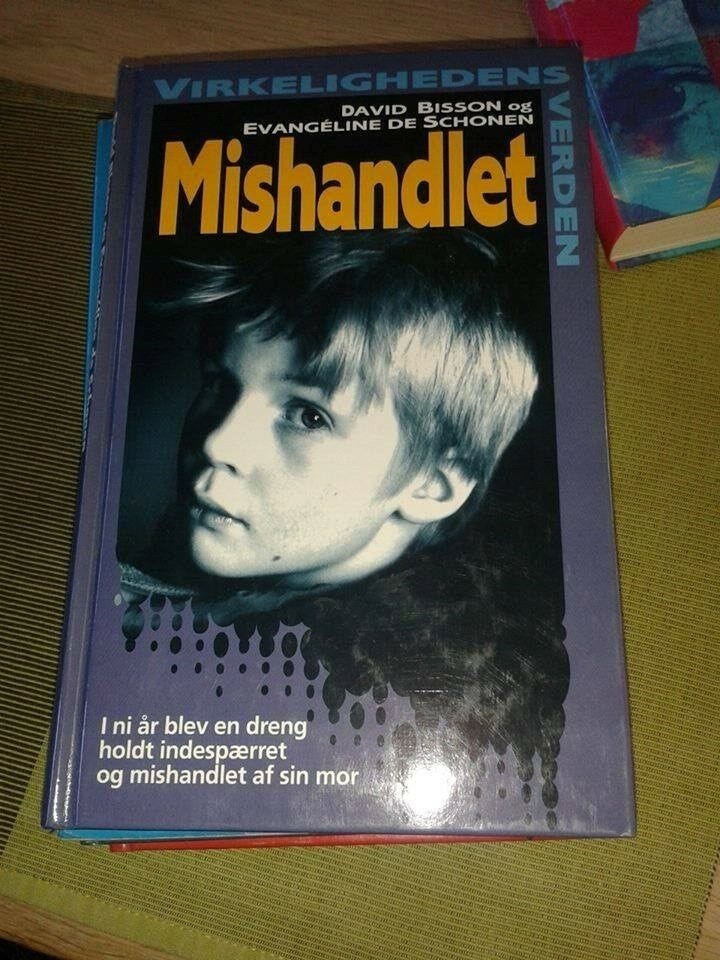 VIRKELIGHEDENS
VERDEN
DAVID BISSON og
EVANGÉLINE DE SCHONEN
Mishandlet
I ni år blev en dreng
holdt indespærret
og mishandlet af sin mor